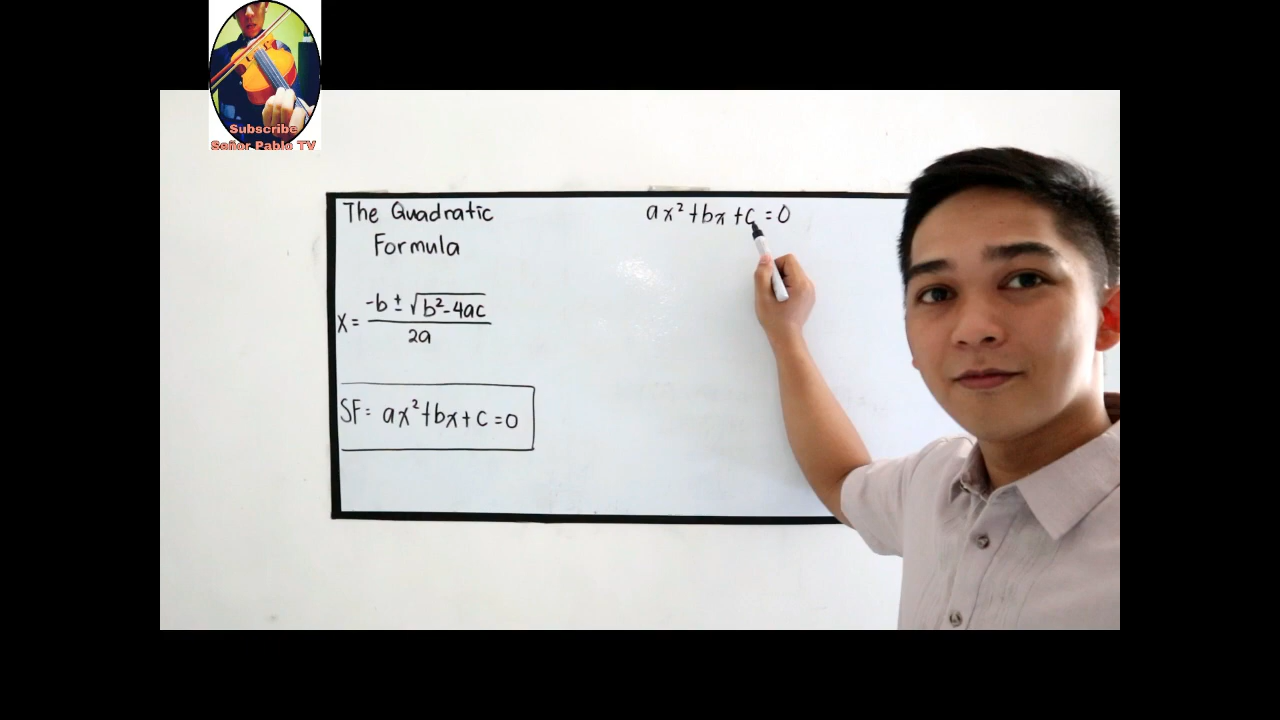 Subscribe
Señor Pablo TV
The Quadratic
Formula
x = -b ± √b² - 4ac
2a
SF = ax² + bx + c = 0
ax² + bx + c = 0